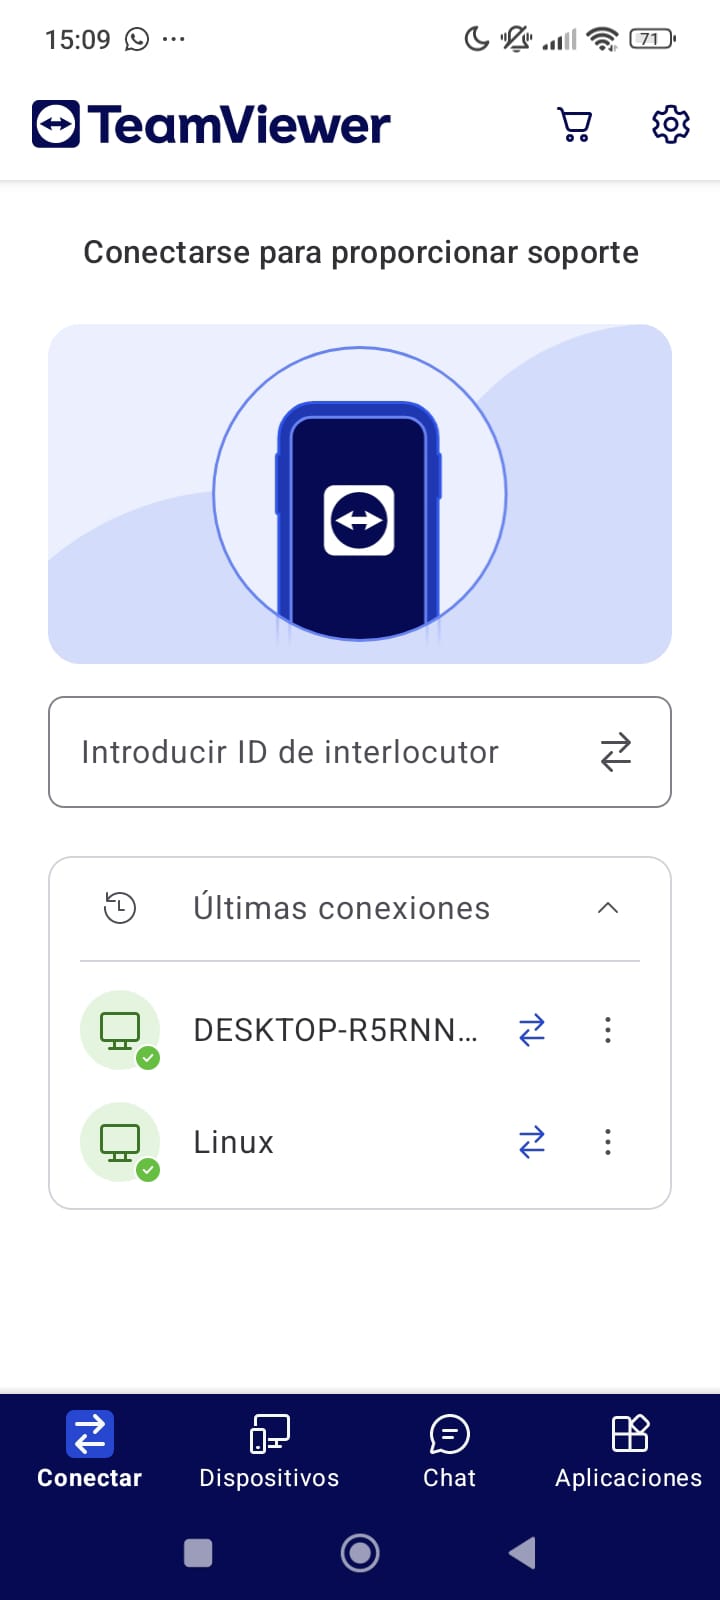 15:09
71
TeamViewer
Conectarse para proporcionar soporte
Introducir ID de interlocutor
Últimas conexiones
DESKTOP-R5RNN...
Linux
Conectar Dispositivos Chat Aplicaciones